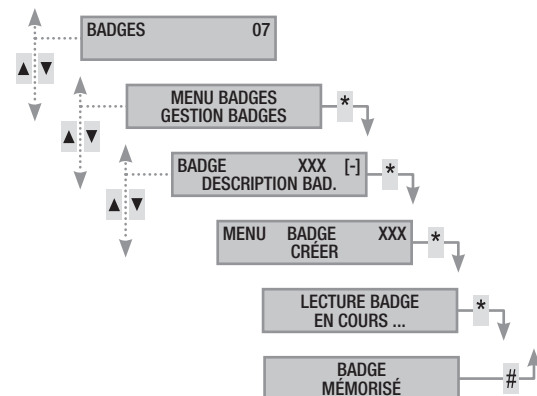 BADGES 07
▲ ▼
MENU BADGES
GESTION BADGES
*
▲ ▼
BADGE XXX [-]
DESCRIPTION BAD.
*
▲ ▼
MENU BADGE XXX
CRÉER
*
LECTURE BADGE
EN COURS ...
*
BADGE
MÉMORISÉ
#